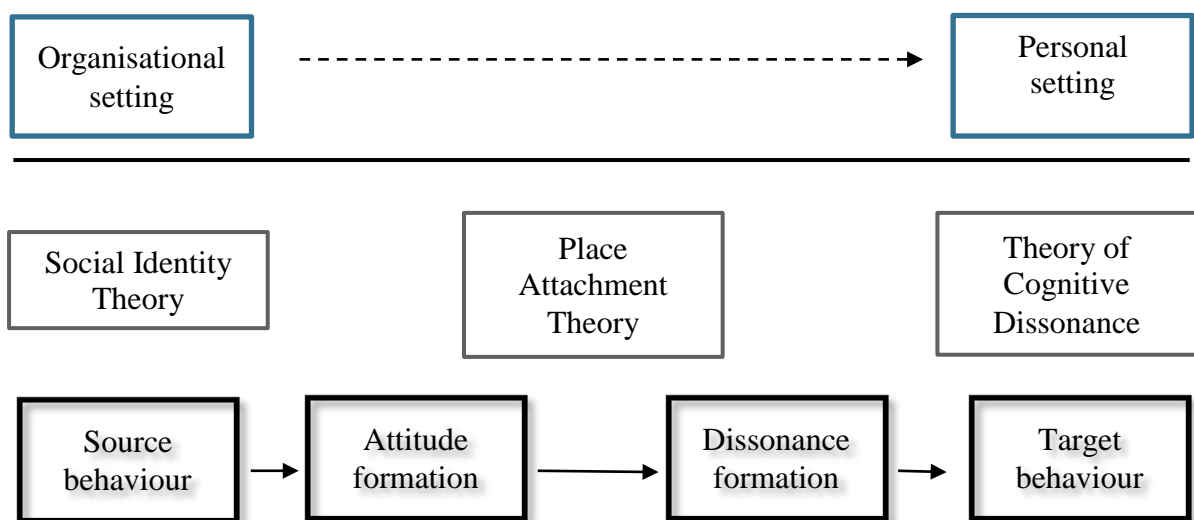 Organisational
setting
Personal
setting
Social Identity
Theory
Place
Attachment
Theory
Theory of
Cognitive
Dissonance
Source
behaviour
Attitude
formation
Dissonance
formation
Target
behaviour